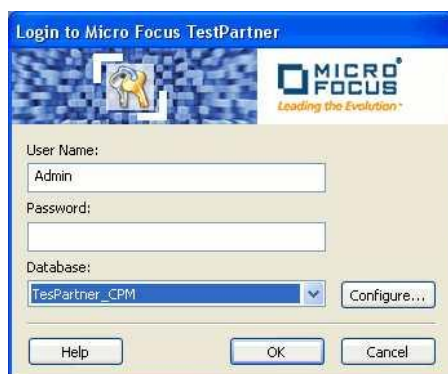 Login to Micro Focus TestPartner
MICRO
FOCUS
Leading the Evolution
User Name:
Admin
Password:
Database:
TesPartner_CPM
Configure...
Help
OK
Cancel